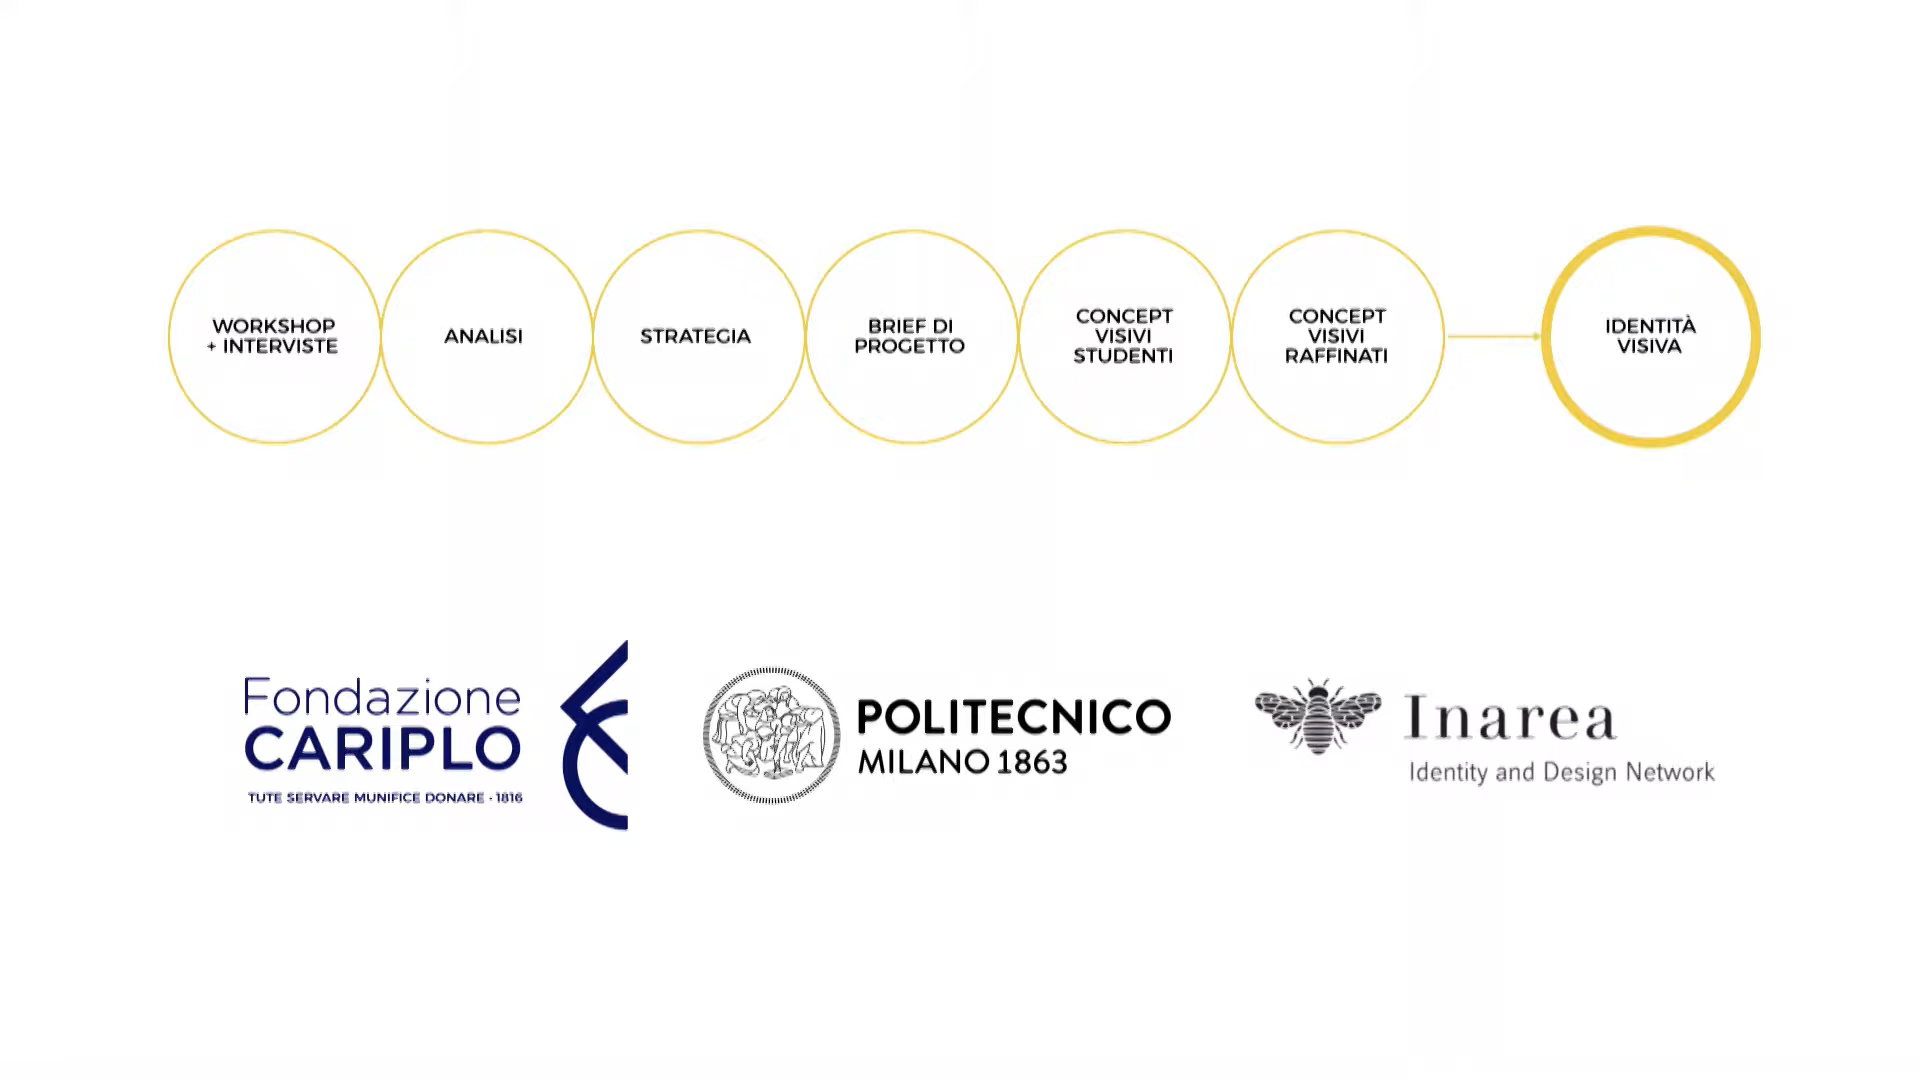 WORKSHOP
+ INTERVISTE
ANALISI
STRATEGIA
BRIEF DI
PROGETTO
CONCEPT
VISIVI
STUDENTI
CONCEPT
VISIVI
RAFFINATI
IDENTITÀ
VISIVA
Fondazione
CARIPLO
TUTE SERVARE MUNIFICE DONARE · 1816
POLITECNICO
MILANO 1863
Inarea
Identity and Design Network